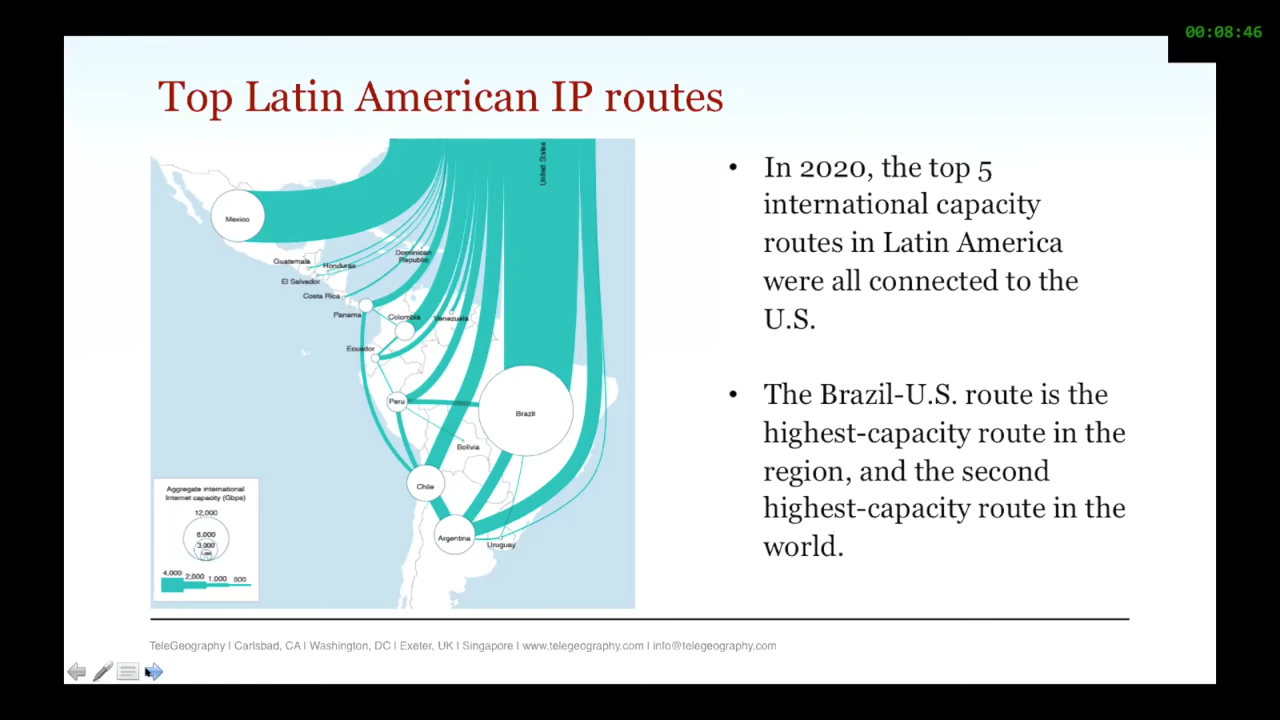 00:08:46
Top Latin American IP routes
United States
Mexico
Guatemala
Honduras
Dominican
Republic
El Salvador
Costa Rica
Panama
Colombia
Venezuela
Ecuador
Peru
Brazil
Bolivia
Chile
Argentina
Uruguay
Aggregate international
Internet capacity (Gbps)
12,000
6,000
3,000
4,000 2,000 1,000 500
• In 2020, the top 5
international capacity
routes in Latin America
were all connected to the
U.S.
• The Brazil-U.S. route is the
highest-capacity route in the
region, and the second
highest-capacity route in the
world.
TeleGeography | Carlsbad, CA | Washington, DC | Exeter, UK | Singapore | www.telegeography.com | info@telegeography.com